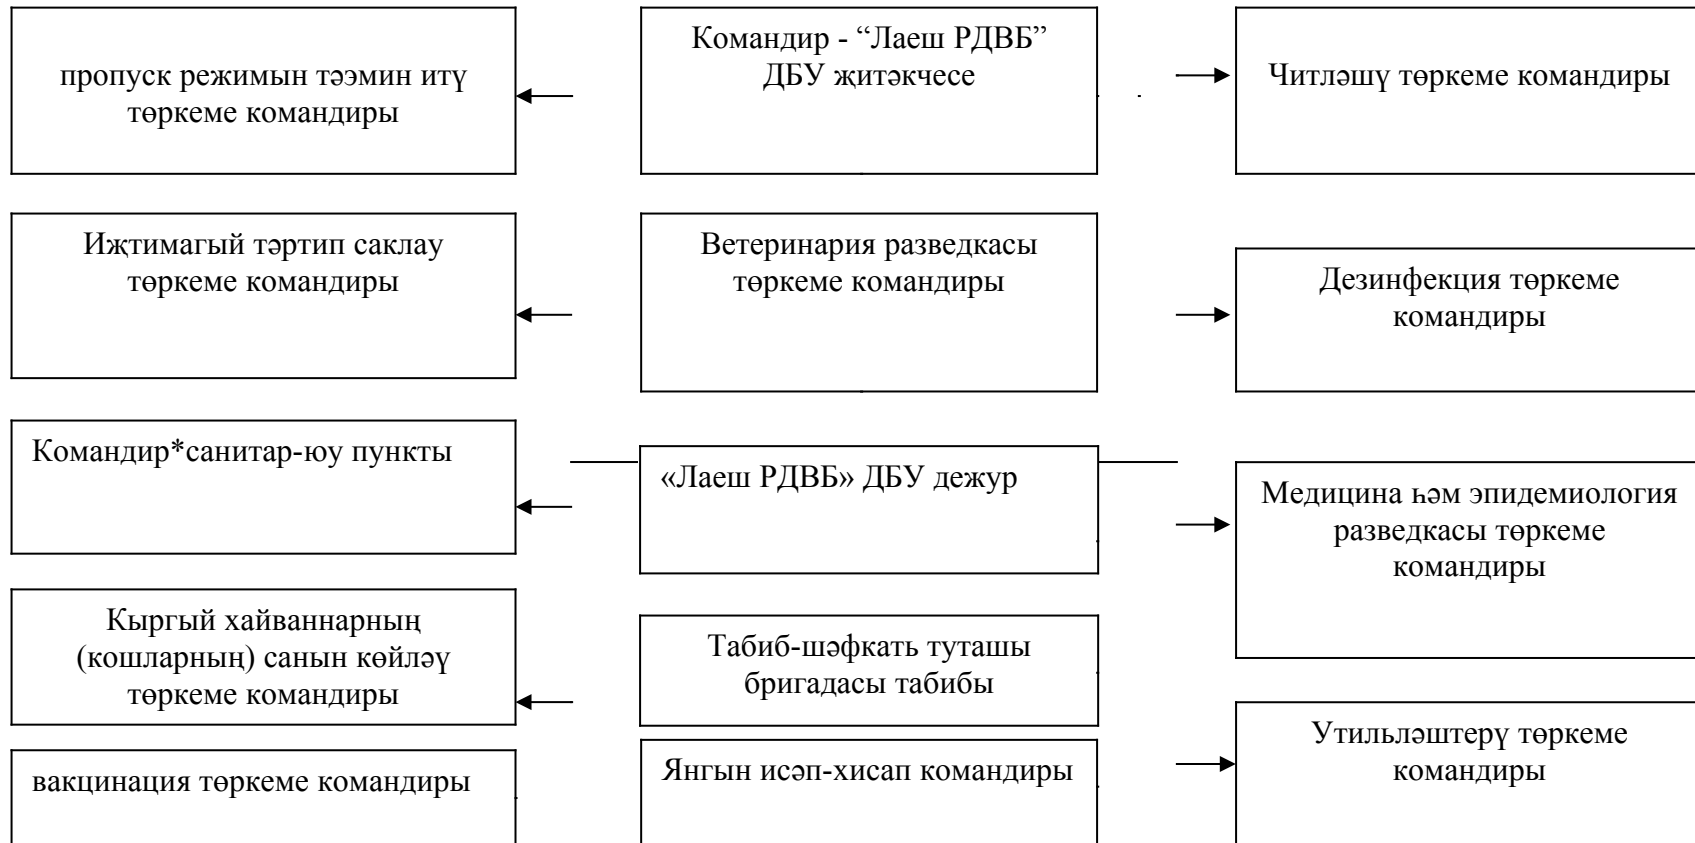 пропуск режимын тәэмин итү
төркеме командиры
Командир - “Лаеш РДВБ”
ДБУ җитәкчесе
Читләшү төркеме командиры
Иҗтимагый тәртип саклау
төркеме командиры
Ветеринария разведкасы
төркеме командиры
Дезинфекция төркеме
командиры
Командир*санитар-юу пункты
«Лаеш РДВБ» ДБУ дежур
Медицина һәм эпидемиология
разведкасы төркеме
командиры
Кыргый хайваннарның
(кошларның) санын көйләү
төркеме командиры
Табиб-шәфкать туташы
бригадасы табибы
Утильләштерү төркеме
командиры
вакцинация төркеме командиры
Янгын исәп-хисап командиры